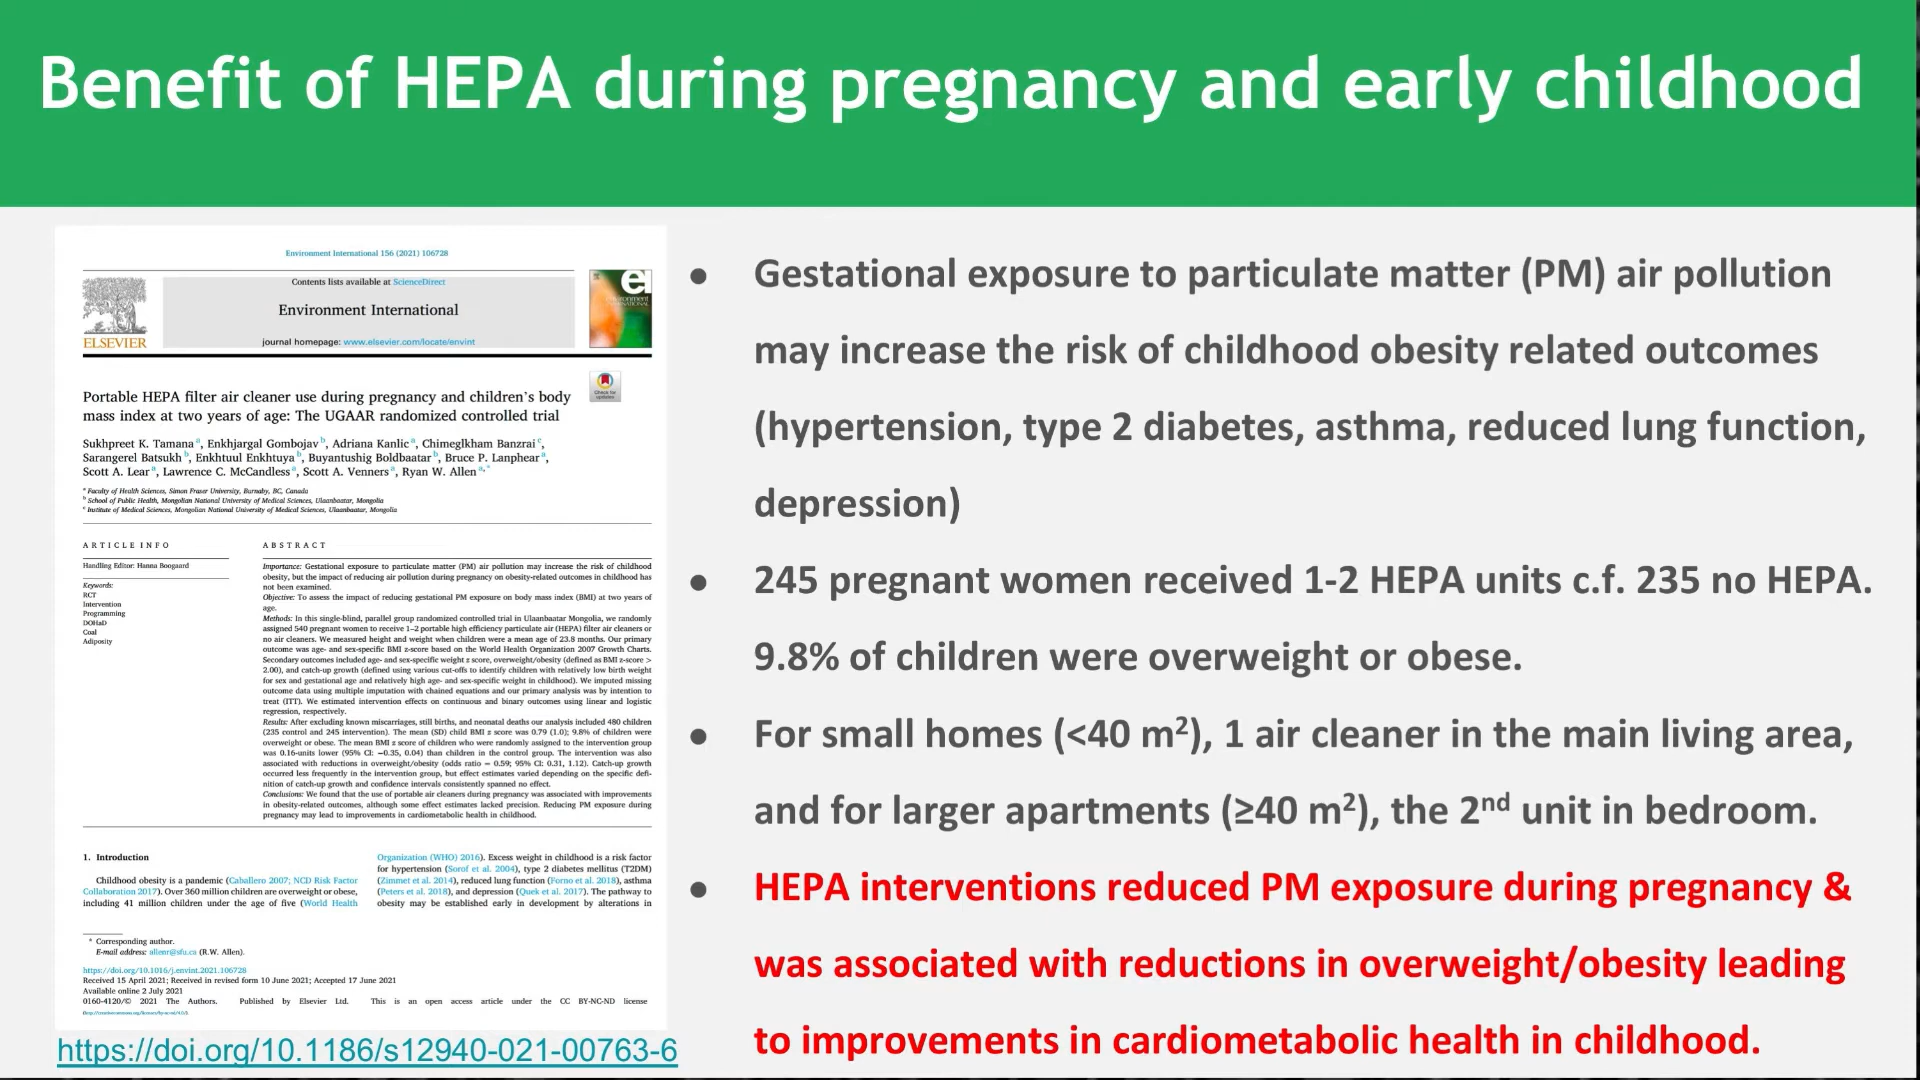 Benefit of HEPA during pregnancy and early childhood
Environment International 156 (2021) 106728
Contents lists available at ScienceDirect
Environment International
journal homepage: www.elsevier.com/locate/envint
ELSEVIER
Check for
updates
Portable HEPA filter air cleaner use during pregnancy and children's body
mass index at two years of age: The UGAAR randomized controlled trial
Sukhpreet K. Tamana a, Enkhjargal Gombojav b, Adriana Kanlic a, Chimeglkham Banzrai c,
Sarangerel Batsukh b, Enkhtuul Enkhtuya b, Buyantushig Boldbaatar b, Bruce P. Lanphear a,
Scott A. Lear a, Lawrence C. McCandless a, Scott A. Venners a, Ryan W. Allen a,*
a Faculty of Health Sciences, Simon Fraser University, Burnaby, BC, Canada
b School of Public Health, Mongolian National University of Medical Sciences, Ulaanbaatar, Mongolia
c Institute of Medical Sciences, Mongolian National University of Medical Sciences, Ulaanbaatar, Mongolia
ARTICLE INFO
Handling Editor: Hanna Boogaard
Keywords:
RCT
Intervention
Programming
DOHaD
Coal
Adiposity
ABSTRACT
Importance: Gestational exposure to particulate matter (PM) air pollution may increase the risk of childhood
obesity, but the impact of reducing air pollution during pregnancy on obesity-related outcomes in childhood has
not been examined.
Objective: To assess the impact of reducing gestational PM exposure on body mass index (BMI) at two years of
age.
Methods: In this single-blind, parallel group randomized controlled trial in Ulaanbaatar Mongolia, we randomly
assigned 540 pregnant women to receive 1–2 portable high efficiency particulate air (HEPA) filter air cleaners or
no air cleaners. We measured height and weight when children were a mean age of 23.8 months. Our primary
outcome was age- and sex-specific BMI z-score based on the World Health Organization 2007 Growth Charts.
Secondary outcomes included age- and sex-specific weight z score, overweight/obesity (defined as BMI z-score >
2.00), and catch-up growth (defined using various cut-offs to identify children with relatively low birth weight
for sex and gestational age and relatively high age- and sex-specific weight in childhood). We imputed missing
outcome data using multiple imputation with chained equations and our primary analysis was by intention to
treat (ITT). We estimated intervention effects on continuous and binary outcomes using linear and logistic
regression, respectively.
Results: After excluding known miscarriages, still births, and neonatal deaths our analysis included 480 children
(235 control and 245 intervention). The mean (SD) child BMI z score was 0.79 (1.0); 9.8% of children were
overweight or obese. The mean BMI z score of children who were randomly assigned to the intervention group
was 0.16-units lower (95% CI: −0.35, 0.04) than children in the control group. The intervention was also
associated with reductions in overweight/obesity (odds ratio = 0.59; 95% CI: 0.31, 1.12). Catch-up growth
occurred less frequently in the intervention group, but effect estimates varied depending on the specific defi-
nition of catch-up growth and confidence intervals consistently spanned no effect.
Conclusions: We found that the use of portable air cleaners during pregnancy was associated with improvements
in obesity-related outcomes, although some effect estimates lacked precision. Reducing PM exposure during
pregnancy may lead to improvements in cardiometabolic health in childhood.
1. Introduction
Childhood obesity is a pandemic (Caballero 2007; NCD Risk Factor
Collaboration 2017). Over 360 million children are overweight or obese,
including 41 million children under the age of five (World Health
Organization (WHO) 2016). Excess weight in childhood is a risk factor
for hypertension (Sorof et al. 2004), type 2 diabetes mellitus (T2DM)
(Zimmet et al. 2014), reduced lung function (Forno et al. 2018), asthma
(Peters et al. 2018), and depression (Quek et al. 2017). The pathway to
obesity may be established early in development by alterations in
* Corresponding author.
E-mail address: allenr@sfu.ca (R.W. Allen).
https://doi.org/10.1016/j.envint.2021.106728
Received 15 April 2021; Received in revised form 10 June 2021; Accepted 17 June 2021
Available online 2 July 2021
0160-4120/© 2021 The Authors. Published by Elsevier Ltd. This is an open access article under the CC BY-NC-ND license
https://doi.org/10.1186/s12940-021-00763-6
● Gestational exposure to particulate matter (PM) air pollution
may increase the risk of childhood obesity related outcomes
(hypertension, type 2 diabetes, asthma, reduced lung function,
depression)
● 245 pregnant women received 1-2 HEPA units c.f. 235 no HEPA.
9.8% of children were overweight or obese.
● For small homes (<40 m²), 1 air cleaner in the main living area,
and for larger apartments (≥40 m²), the 2nd unit in bedroom.
● HEPA interventions reduced PM exposure during pregnancy &
was associated with reductions in overweight/obesity leading
to improvements in cardiometabolic health in childhood.